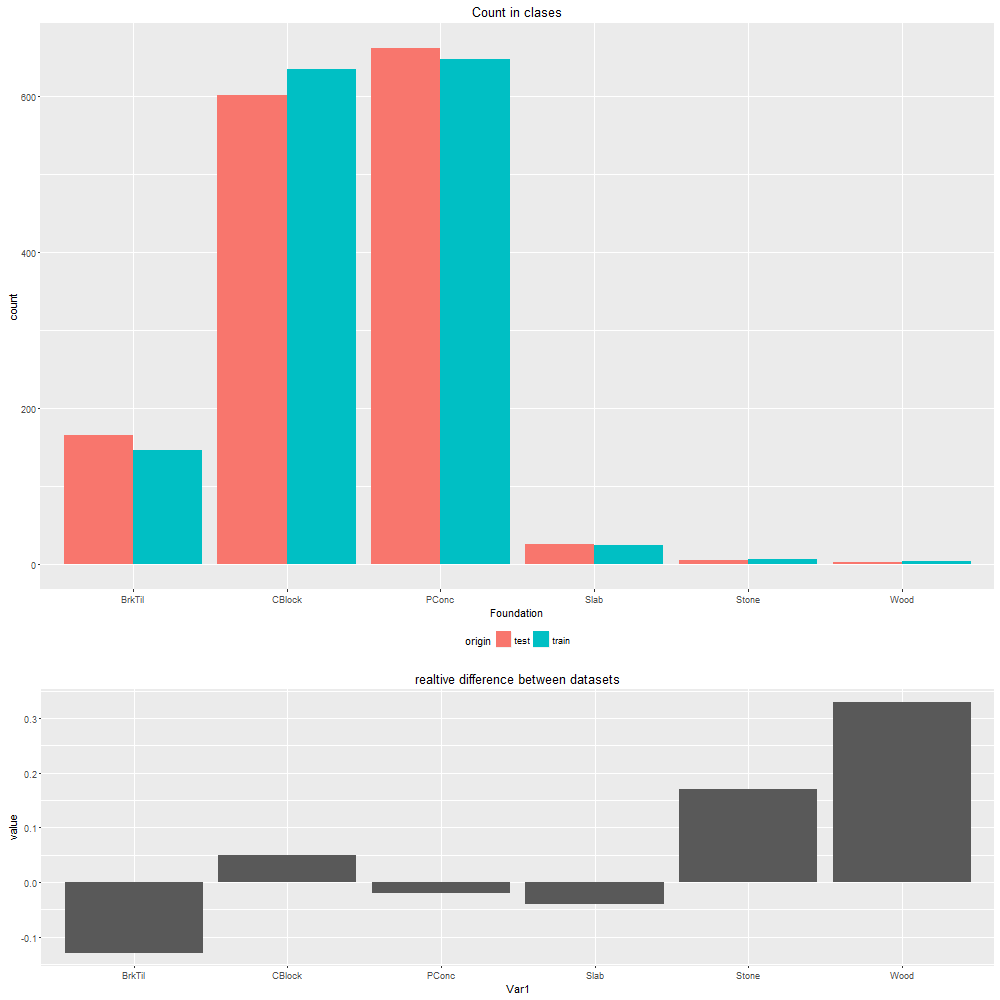 Count in clases
count
600
400
200
0
BrkTil CBlock PConc Slab Stone Wood
Foundation
origin test train
realtive difference between datasets
value
0.3
0.2
0.1
0.0
-0.1
BrkTil CBlock PConc Slab Stone Wood
Var1